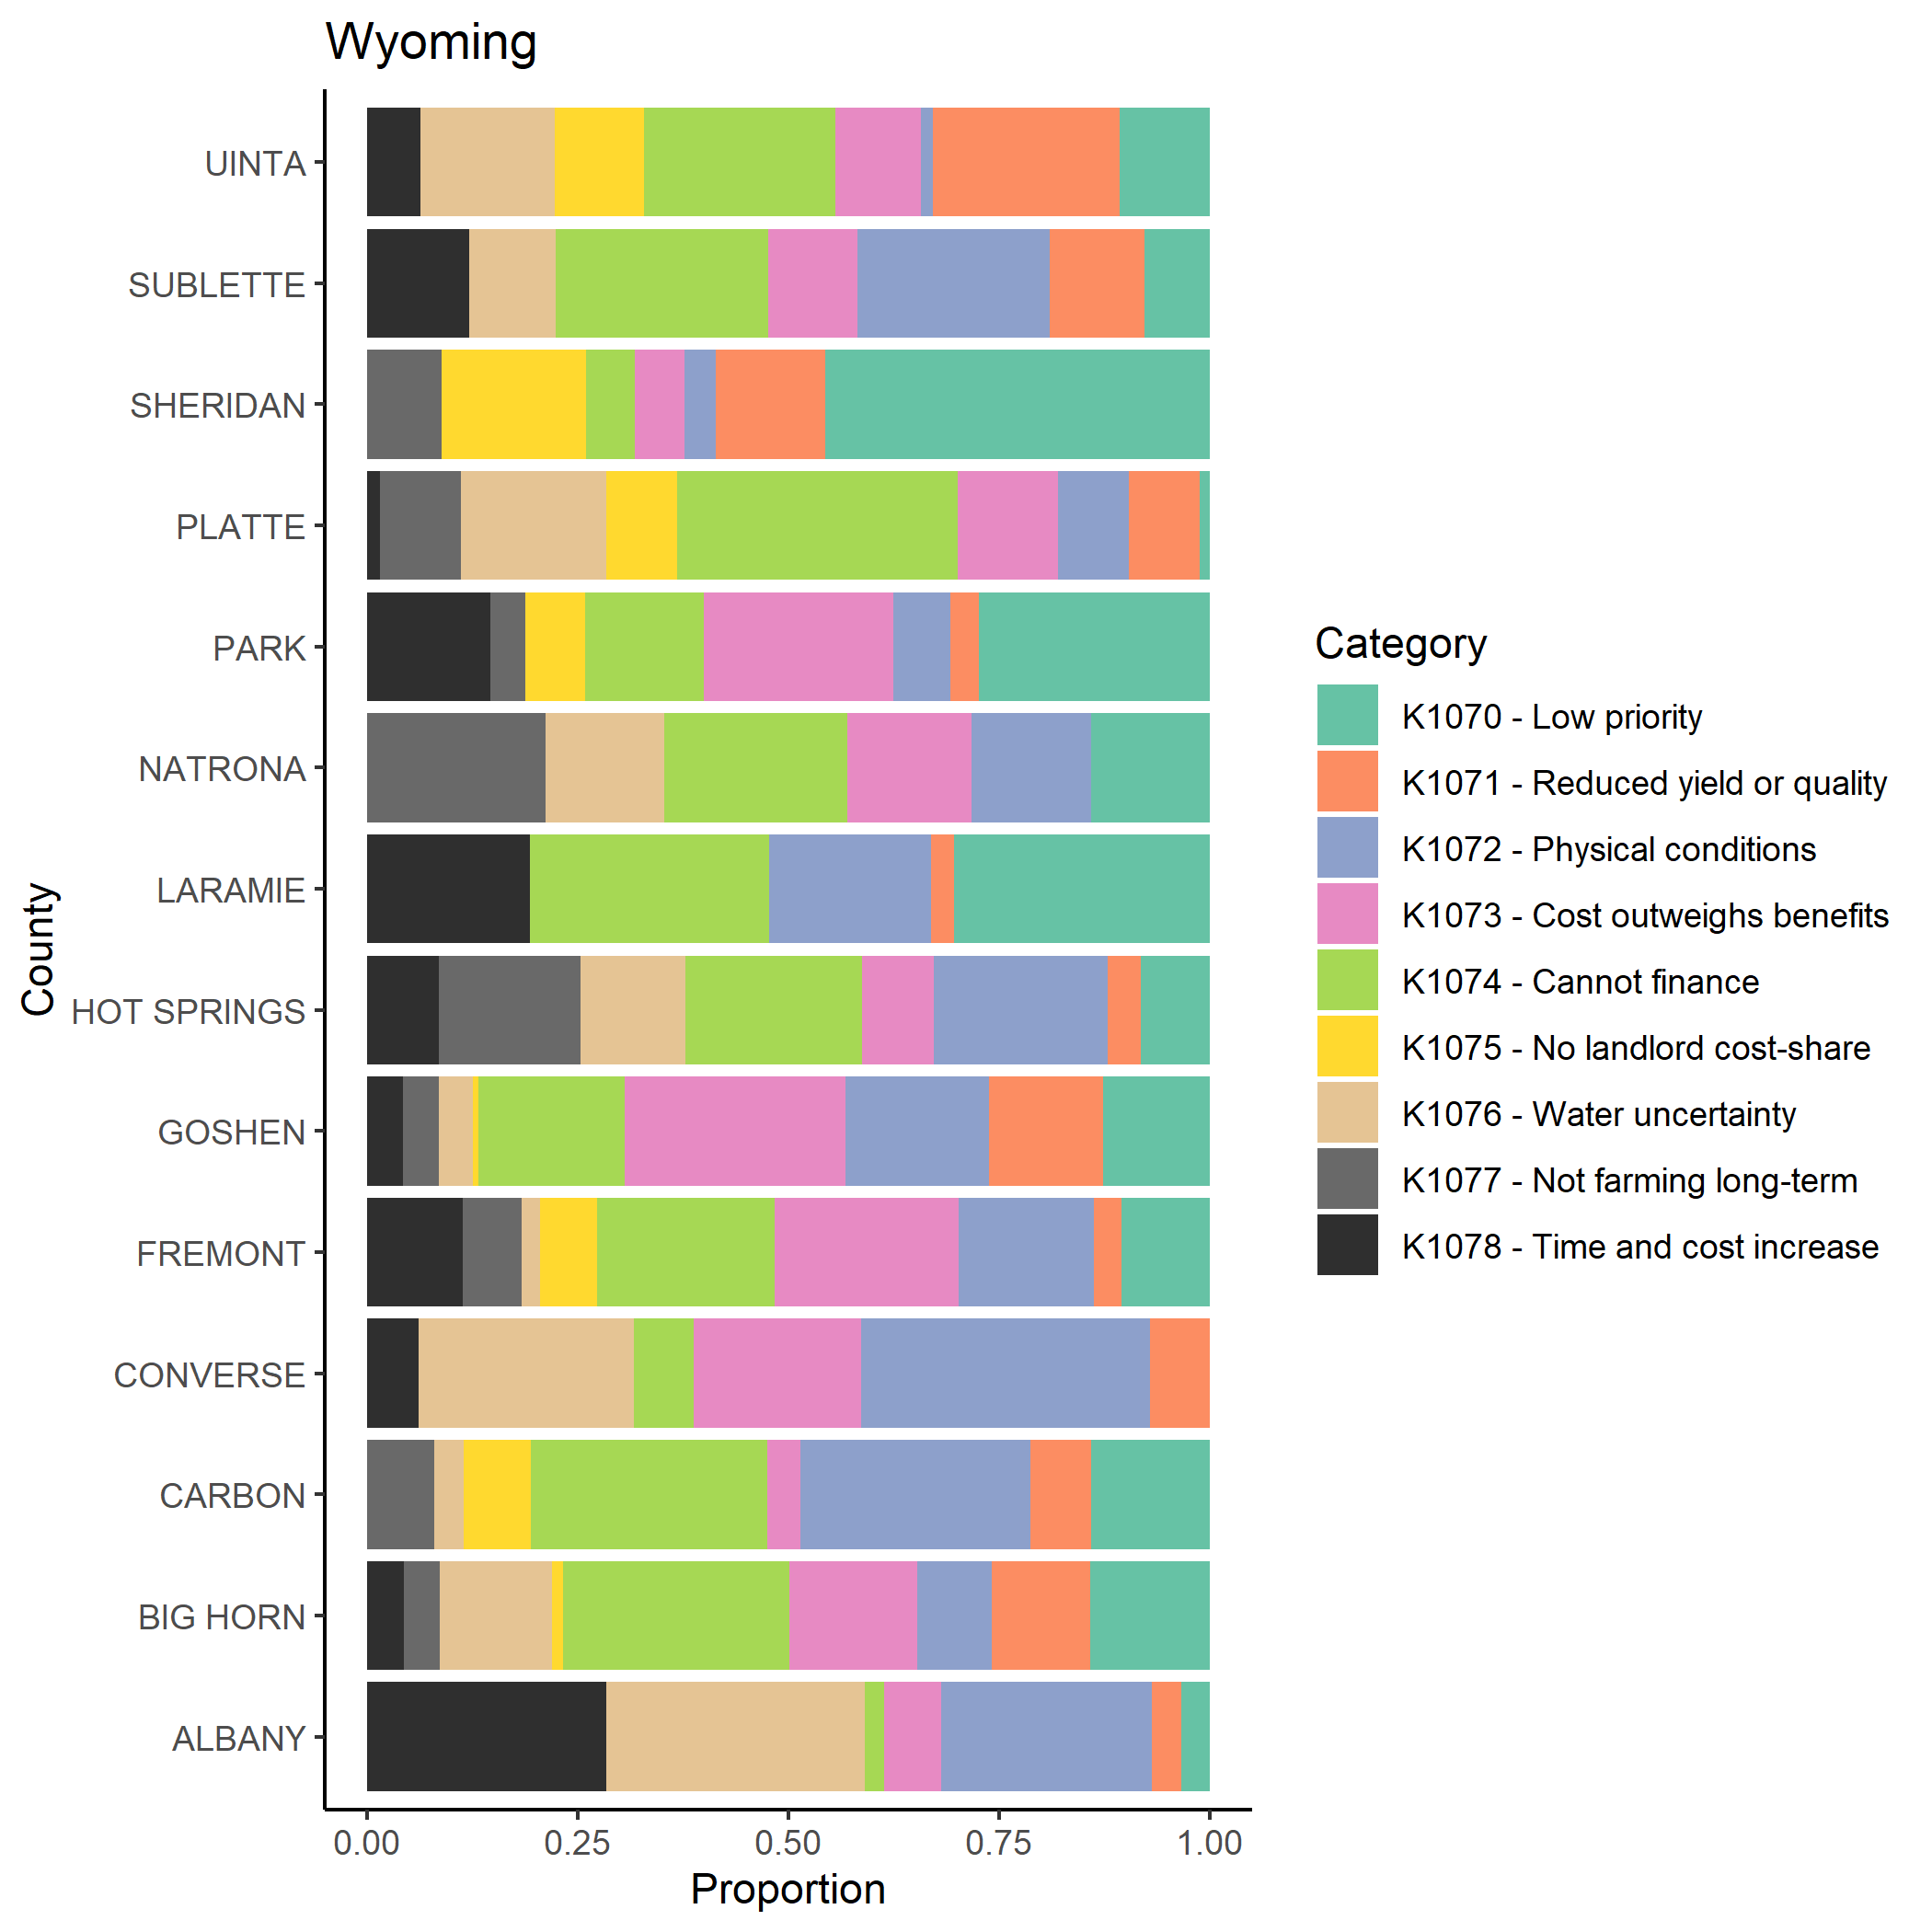 Wyoming
UINTA
SUBLETTE
SHERIDAN
PLATTE
PARK
NATRONA
LARAMIE
HOT SPRINGS
GOSHEN
FREMONT
CONVERSE
CARBON
BIG HORN
ALBANY
County
0.00 0.25 0.50 0.75 1.00
Proportion
Category
K1070 - Low priority
K1071 - Reduced yield or quality
K1072 - Physical conditions
K1073 - Cost outweighs benefits
K1074 - Cannot finance
K1075 - No landlord cost-share
K1076 - Water uncertainty
K1077 - Not farming long-term
K1078 - Time and cost increase